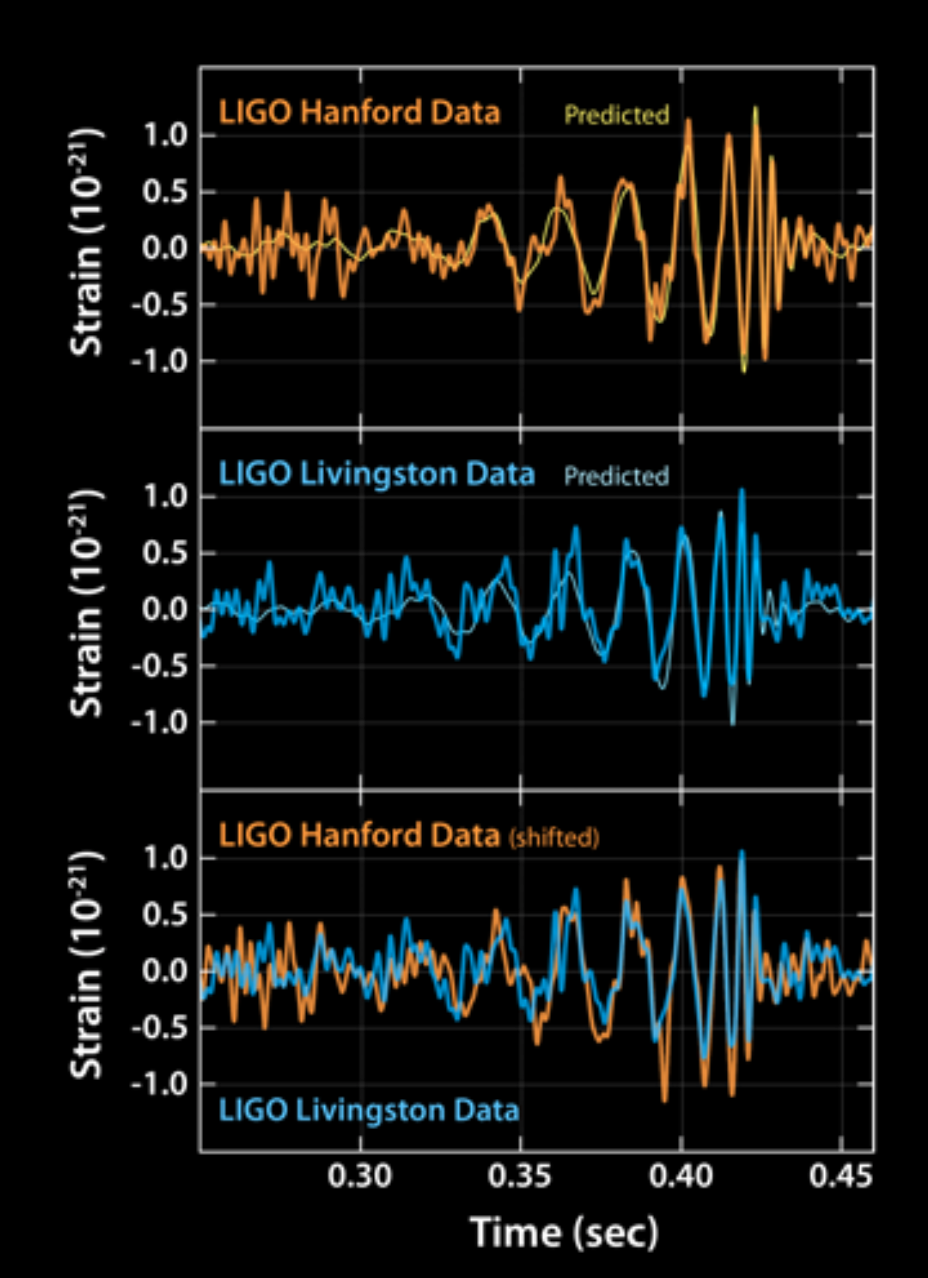 LIGO Hanford Data Predicted
1.0
0.5
0.0
-0.5
-1.0
Strain (10⁻²¹)
LIGO Livingston Data Predicted
1.0
0.5
0.0
-0.5
-1.0
Strain (10⁻²¹)
LIGO Hanford Data (shifted)
1.0
0.5
0.0
-0.5
-1.0
Strain (10⁻²¹)
LIGO Livingston Data
0.30 0.35 0.40 0.45
Time (sec)